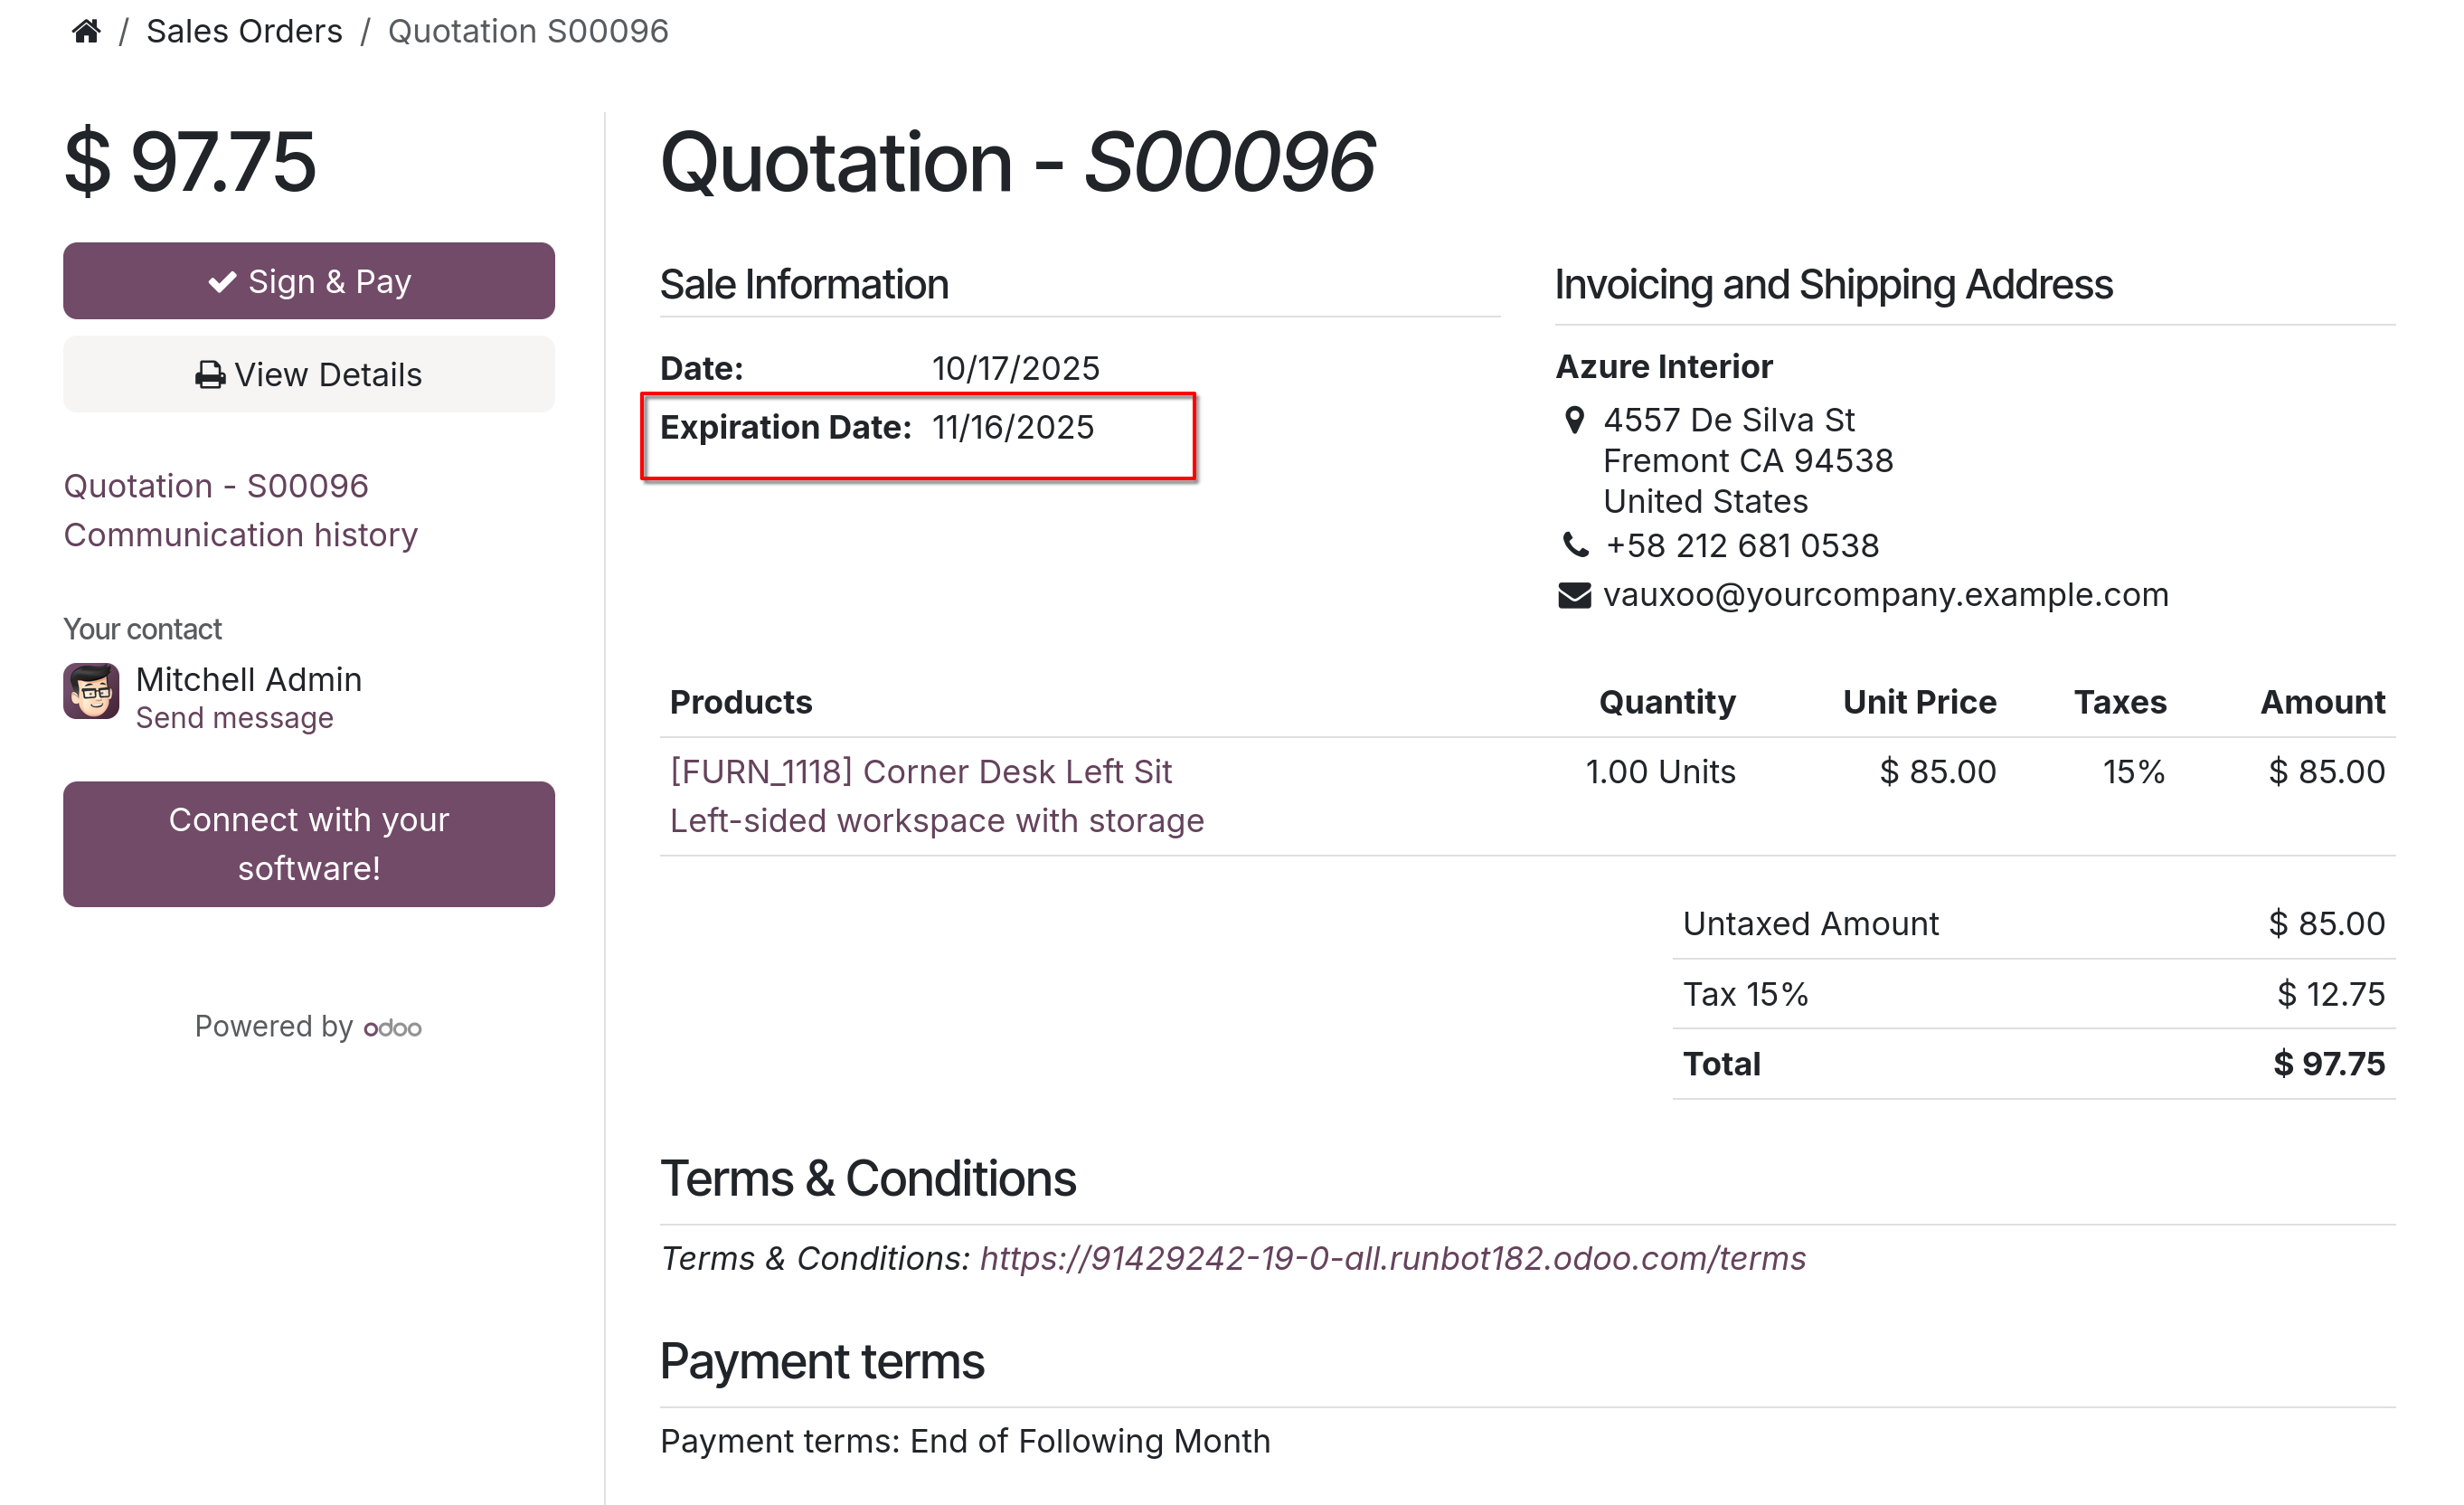 / Sales Orders / Quotation S00096
$ 97.75
Sign & Pay
View Details
Quotation - S00096
Communication history
Your contact
Mitchell Admin
Send message
Connect with your
software!
Powered by odoo
Quotation - S00096
Sale Information
Date: 10/17/2025
Expiration Date: 11/16/2025
Invoicing and Shipping Address
Azure Interior
4557 De Silva St
Fremont CA 94538
United States
+58 212 681 0538
vauxoo@yourcompany.example.com
Products Quantity Unit Price Taxes Amount
[FURN_1118] Corner Desk Left Sit 1.00 Units $ 85.00 15% $ 85.00
Left-sided workspace with storage
Untaxed Amount $ 85.00
Tax 15% $ 12.75
Total $ 97.75
Terms & Conditions
Terms & Conditions: https://91429242-19-0-all.runbot182.odoo.com/terms
Payment terms
Payment terms: End of Following Month